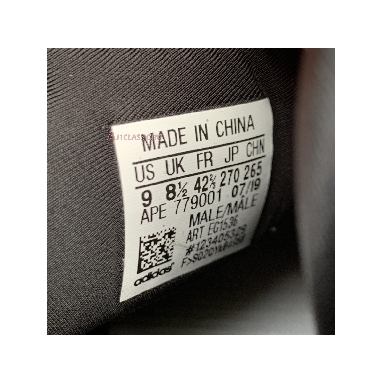 J1CLASSICS
MADE IN CHINA
US UK FR JP CHN
9 8½ 42⅔ 270 265
APE 779001 07/19
MALE/MALE
ART EG1536
adidas